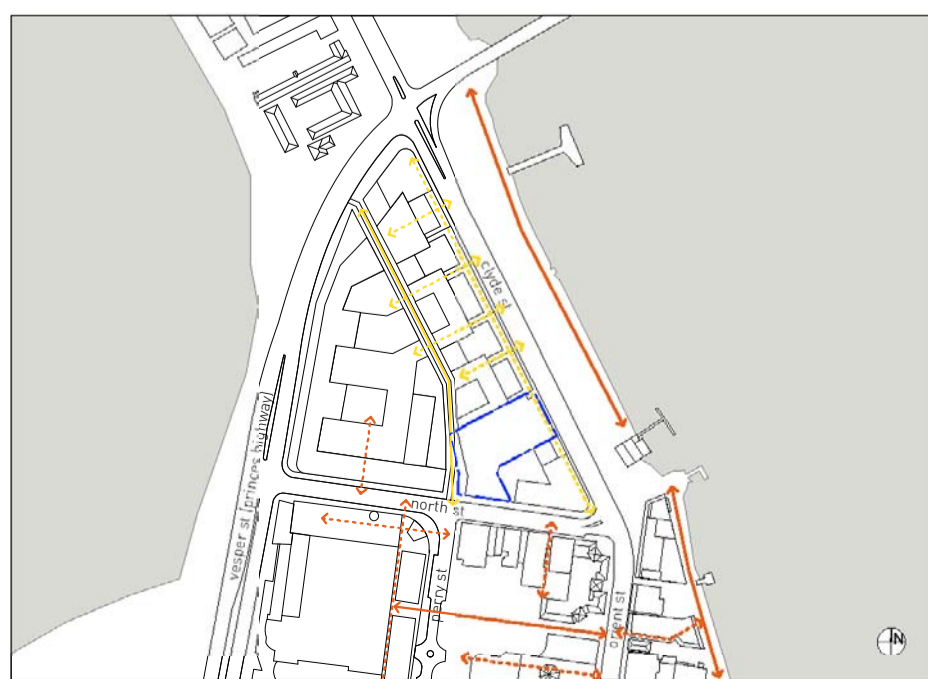 clyde st
north st
vesper st (princes highway)
perry st
orient st
N